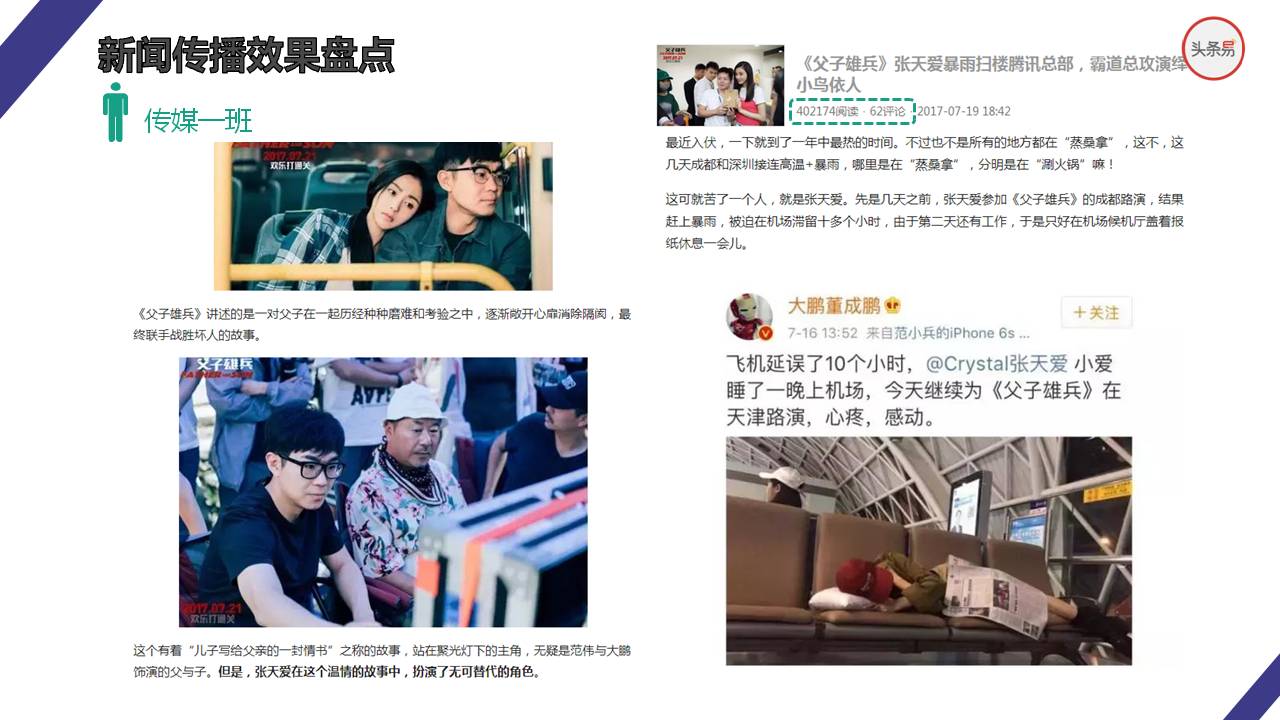 新闻传播效果盘点
传媒一班
FATHER AND SON
2017.07.21
欢乐打通关
《父子雄兵》讲述的是一对父子在一起历经种种磨难和考验之中，逐渐敞开心扉消除隔阂，最
终联手战胜坏人的故事。
父子雄兵
FATHER AND SON
2017.07.21
欢乐打通关
这个有着“儿子写给父亲的一封情书”之称的故事，站在聚光灯下的主角，无疑是范伟与大鹏
饰演的父与子。但是，张天爱在这个温情的故事中，扮演了无可替代的角色。
头条易
父子雄兵
《父子雄兵》张天爱暴雨扫楼腾讯总部，霸道总攻演绎
小鸟依人
402174阅读 · 62评论 2017-07-19 18:42
最近入伏，一下就到了一年中最热的时间。不过也不是所有的地方都在“蒸桑拿”，这不，这
几天成都和深圳接连高温+暴雨，哪里是在“蒸桑拿”，分明是在“涮火锅”嘛！
这可就苦了一个人，就是张天爱。先是几天之前，张天爱参加《父子雄兵》的成都路演，结果
赶上暴雨，被迫在机场滞留十多个小时，由于第二天还有工作，于是只好在机场候机厅盖着报
纸休息一会儿。
大鹏董成鹏
＋关注
7-16 13:52 来自范小兵的iPhone 6s ...
飞机延误了10个小时，@Crystal张天爱 小爱
睡了一晚上机场，今天继续为《父子雄兵》在
天津路演，心疼，感动。